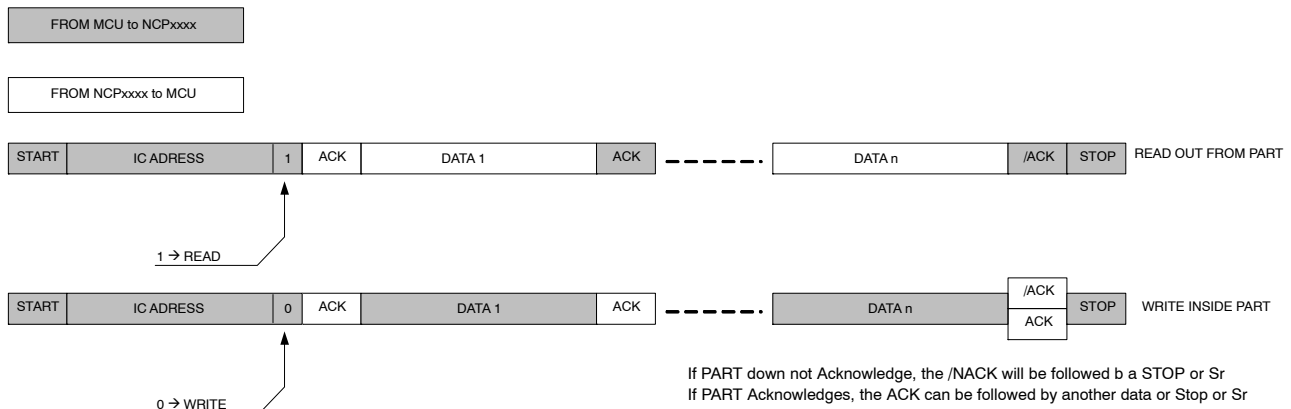 FROM MCU to NCPxxxx
FROM NCPxxxx to MCU
START IC ADRESS 1 ACK DATA 1 ACK DATA n /ACK STOP READ OUT FROM PART
1 → READ
START IC ADRESS 0 ACK DATA 1 ACK DATA n /ACK ACK STOP WRITE INSIDE PART
If PART down not Acknowledge, the /NACK will be followed b a STOP or Sr
If PART Acknowledges, the ACK can be followed by another data or Stop or Sr
0 → WRITE